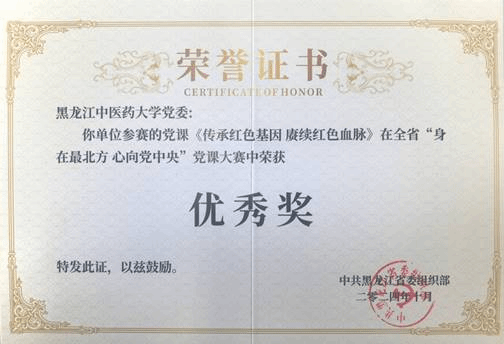 荣誉证书
CERTIFICATE OF HONOR
黑龙江中医药大学党委：
你单位参赛的党课《传承红色基因 赓续红色血脉》在全省“身
在最北方 心向党中央”党课大赛中荣获
优秀奖
特发此证，以兹鼓励。
中共黑龙江省委组织部
二〇二四年十月